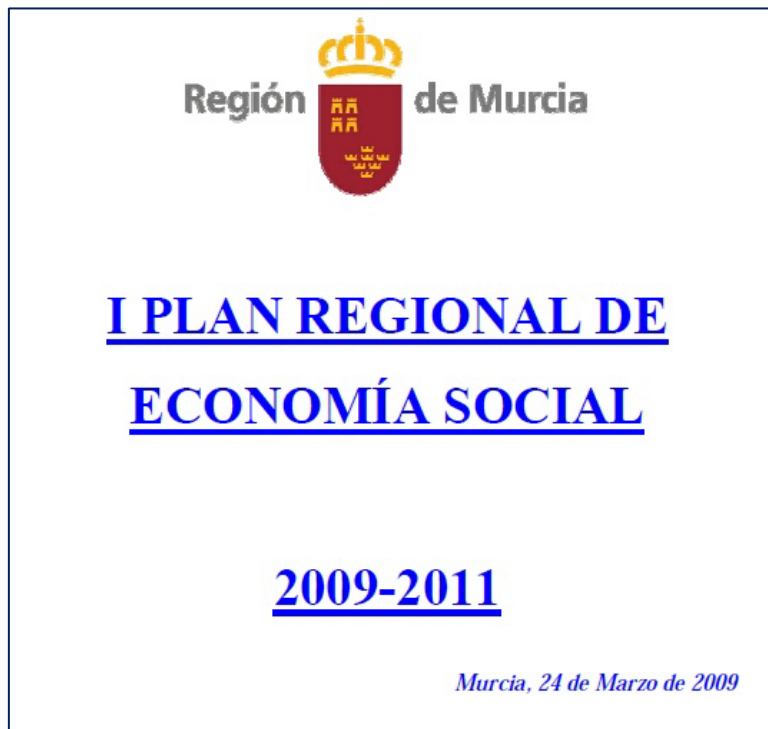 Región de Murcia
I PLAN REGIONAL DE
ECONOMÍA SOCIAL
2009-2011
Murcia, 24 de Marzo de 2009